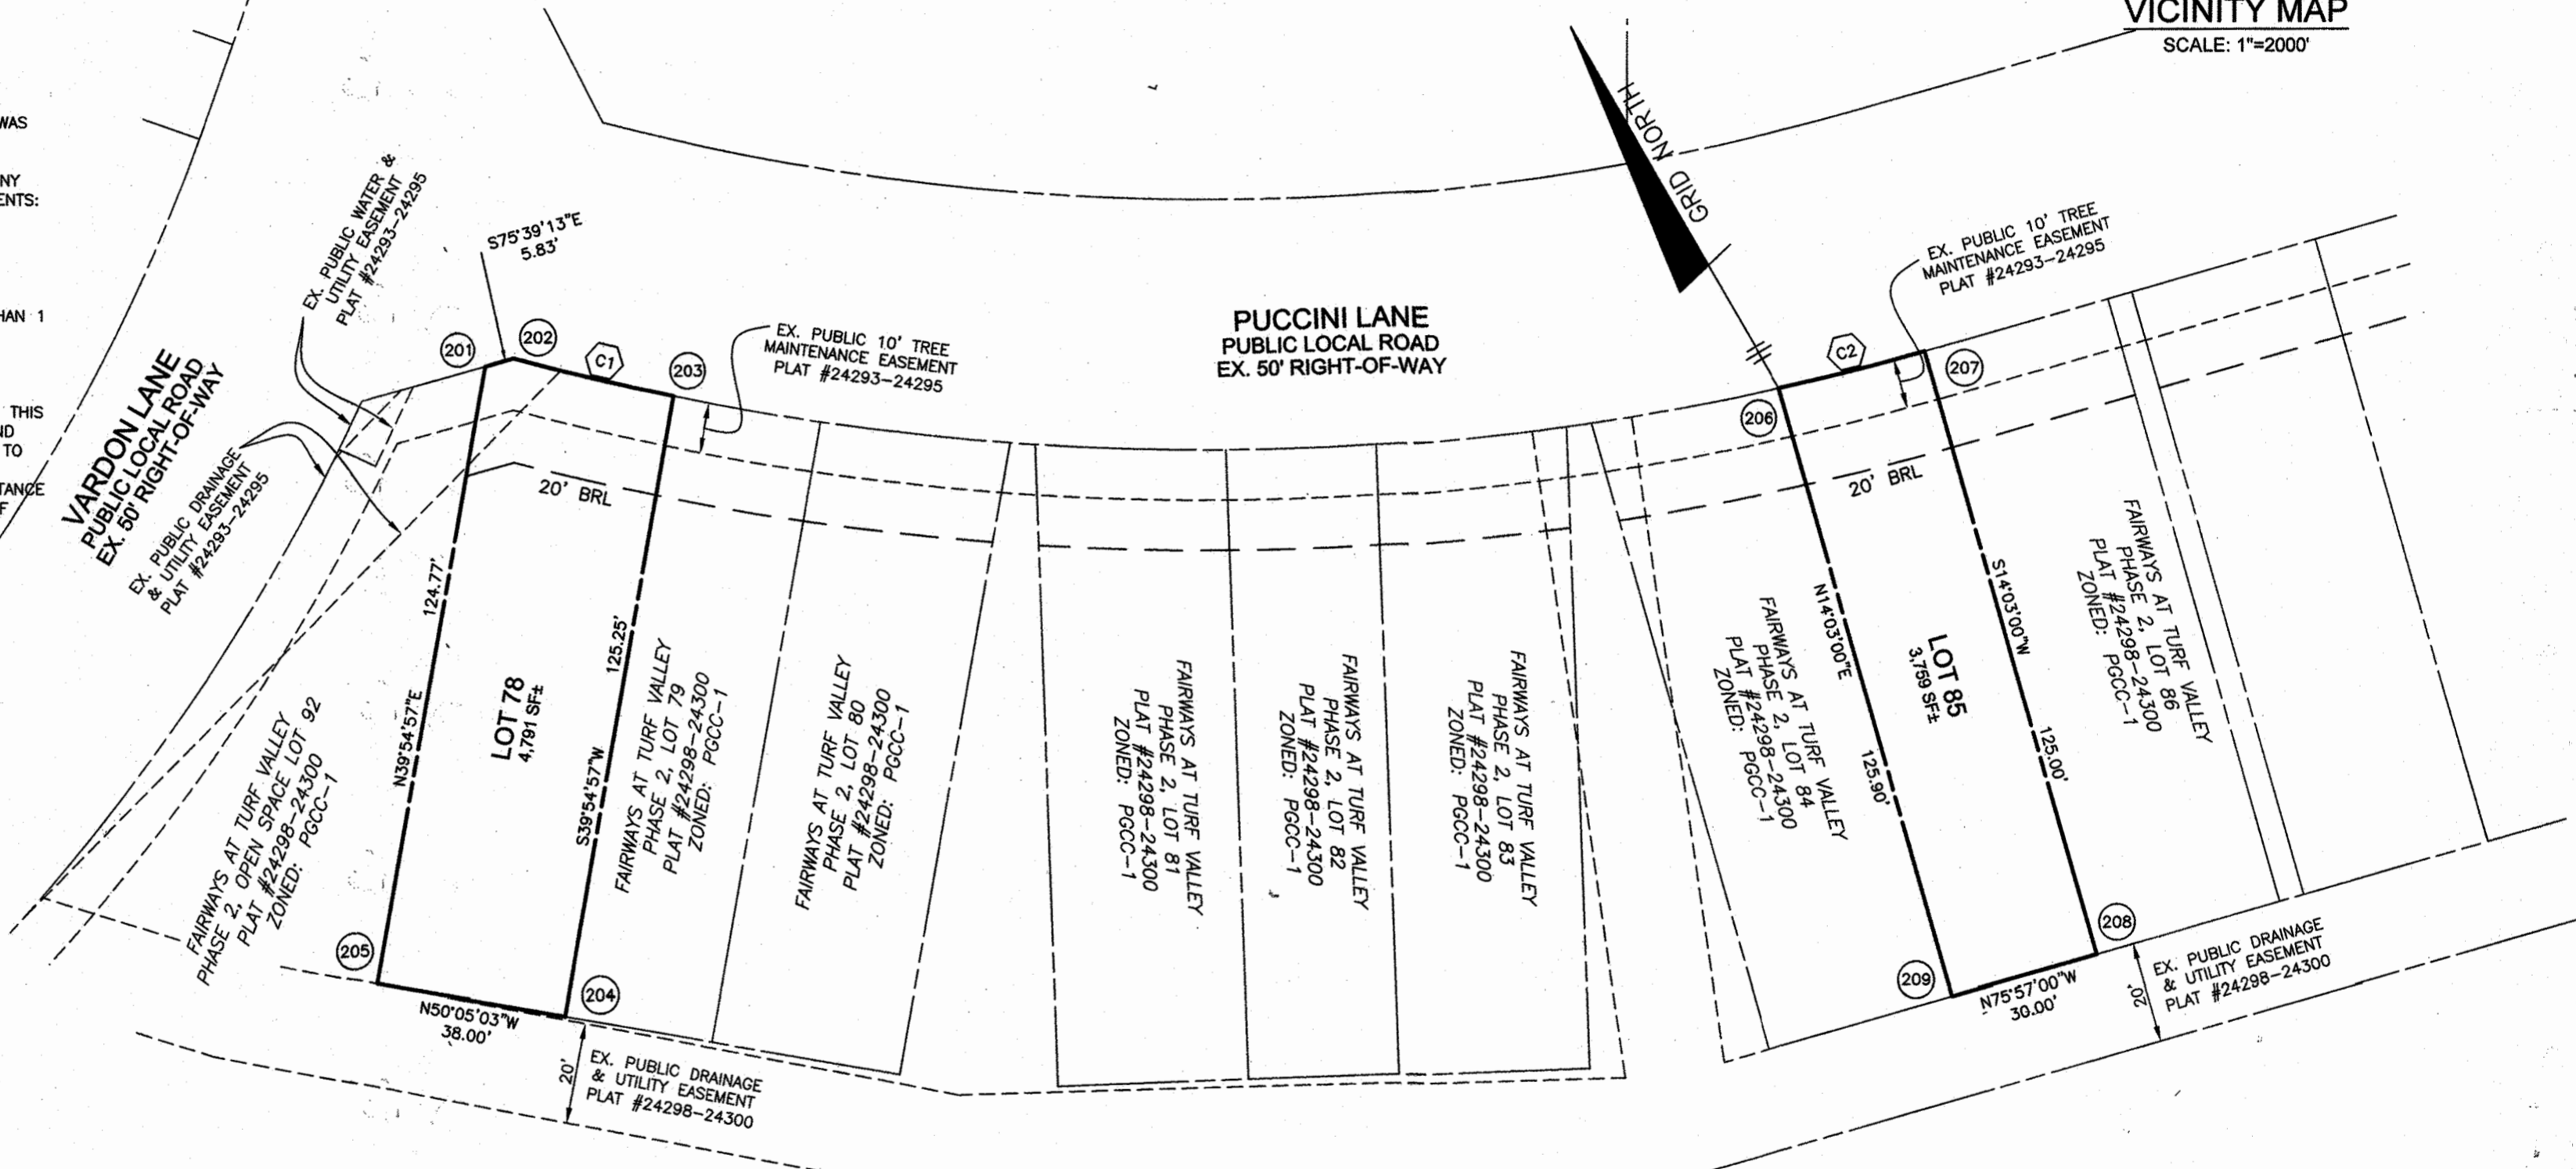 VICINITY MAP
SCALE: 1"=2000'
WAS
NY
ENTS:
HAN 1
THIS
ND
TO
TANCE
F
VARDON LANE
PUBLIC LOCAL ROAD
EX. 50' RIGHT-OF-WAY
EX. PUBLIC WATER &
UTILITY EASEMENT
PLAT #24293-24295
EX. PUBLIC DRAINAGE
& UTILITY EASEMENT
PLAT #24293-24295
S75°39'13"E
5.83'
201
202
C1
203
EX. PUBLIC 10' TREE
MAINTENANCE EASEMENT
PLAT #24293-24295
PUCCINI LANE
PUBLIC LOCAL ROAD
EX. 50' RIGHT-OF-WAY
GRID NORTH
EX. PUBLIC 10' TREE
MAINTENANCE EASEMENT
PLAT #24293-24295
206
C2
207
20' BRL
20' BRL
124.77'
N39°54'57"E
LOT 78
4,791 SF±
125.25'
S39°54'57"W
FAIRWAYS AT TURF VALLEY
PHASE 2, OPEN SPACE LOT 92
PLAT #24298-24300
ZONED: PGCC-1
FAIRWAYS AT TURF VALLEY
PHASE 2, LOT 79
PLAT #24298-24300
ZONED: PGCC-1
FAIRWAYS AT TURF VALLEY
PHASE 2, LOT 80
PLAT #24298-24300
ZONED: PGCC-1
FAIRWAYS AT TURF VALLEY
PHASE 2, LOT 81
PLAT #24298-24300
ZONED: PGCC-1
FAIRWAYS AT TURF VALLEY
PHASE 2, LOT 82
PLAT #24298-24300
ZONED: PGCC-1
FAIRWAYS AT TURF VALLEY
PHASE 2, LOT 83
PLAT #24298-24300
ZONED: PGCC-1
FAIRWAYS AT TURF VALLEY
PHASE 2, LOT 84
PLAT #24298-24300
ZONED: PGCC-1
N14°03'00"E
125.90'
LOT 85
3,759 SF±
S14°03'00"W
125.00'
FAIRWAYS AT TURF VALLEY
PHASE 2, LOT 86
PLAT #24298-24300
ZONED: PGCC-1
205
204
N50°05'03"W
38.00'
20'
EX. PUBLIC DRAINAGE
& UTILITY EASEMENT
PLAT #24298-24300
209
208
N75°57'00"W
30.00'
20'
EX. PUBLIC DRAINAGE
& UTILITY EASEMENT
PLAT #24298-24300